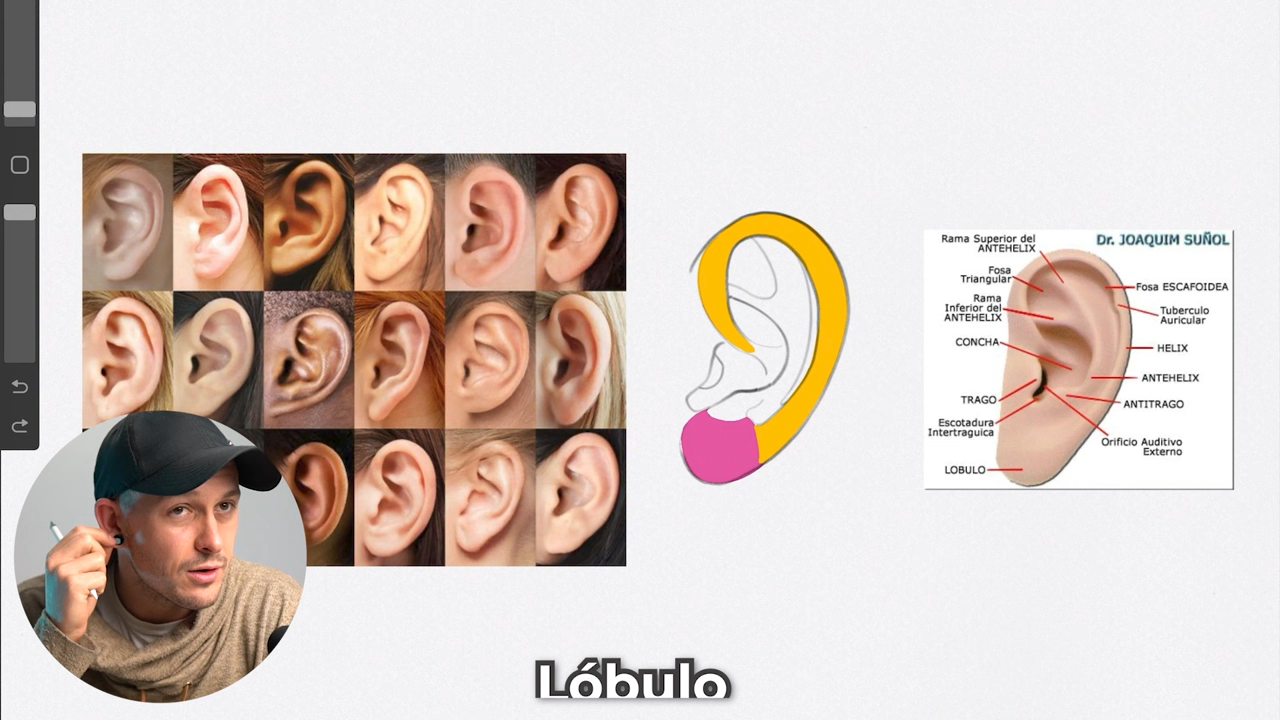 Dr. JOAQUIM SUÑOL
Rama Superior del
ANTEHELIX
Fosa
Triangular
Rama
Inferior del
ANTEHELIX
CONCHA
TRAGO
Escotadura
Intertraguica
LOBULO
Fosa ESCAFOIDEA
Tuberculo
Auricular
HELIX
ANTEHELIX
ANTITRAGO
Orificio Auditivo
Externo
Lóbulo